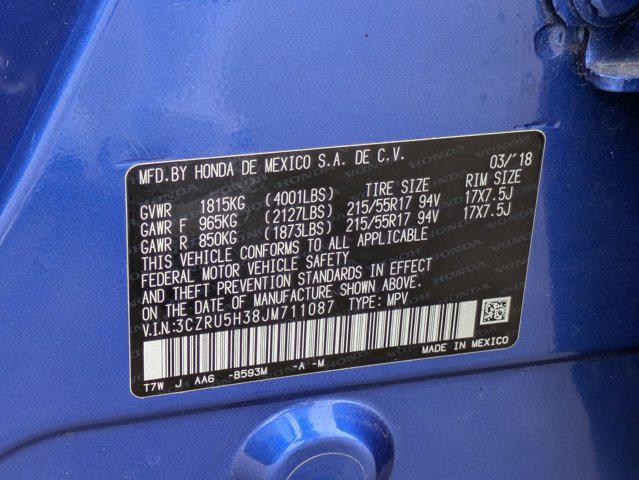 MFD.BY HONDA DE MEXICO S.A. DE C.V. 03/'18
GVWR 1815KG (4001LBS) TIRE SIZE RIM SIZE
GAWR F 965KG (2127LBS) 215/55R17 94V 17X7.5J
GAWR R 850KG (1873LBS) 215/55R17 94V 17X7.5J
THIS VEHICLE CONFORMS TO ALL APPLICABLE
FEDERAL MOTOR VEHICLE SAFETY
AND THEFT PREVENTION STANDARDS IN EFFECT
ON THE DATE OF MANUFACTURE SHOWN ABOVE.
V.I.N:3CZRU5H38JM711087 TYPE: MPV
T7W J AA6 -B593M -A -M MADE IN MEXICO